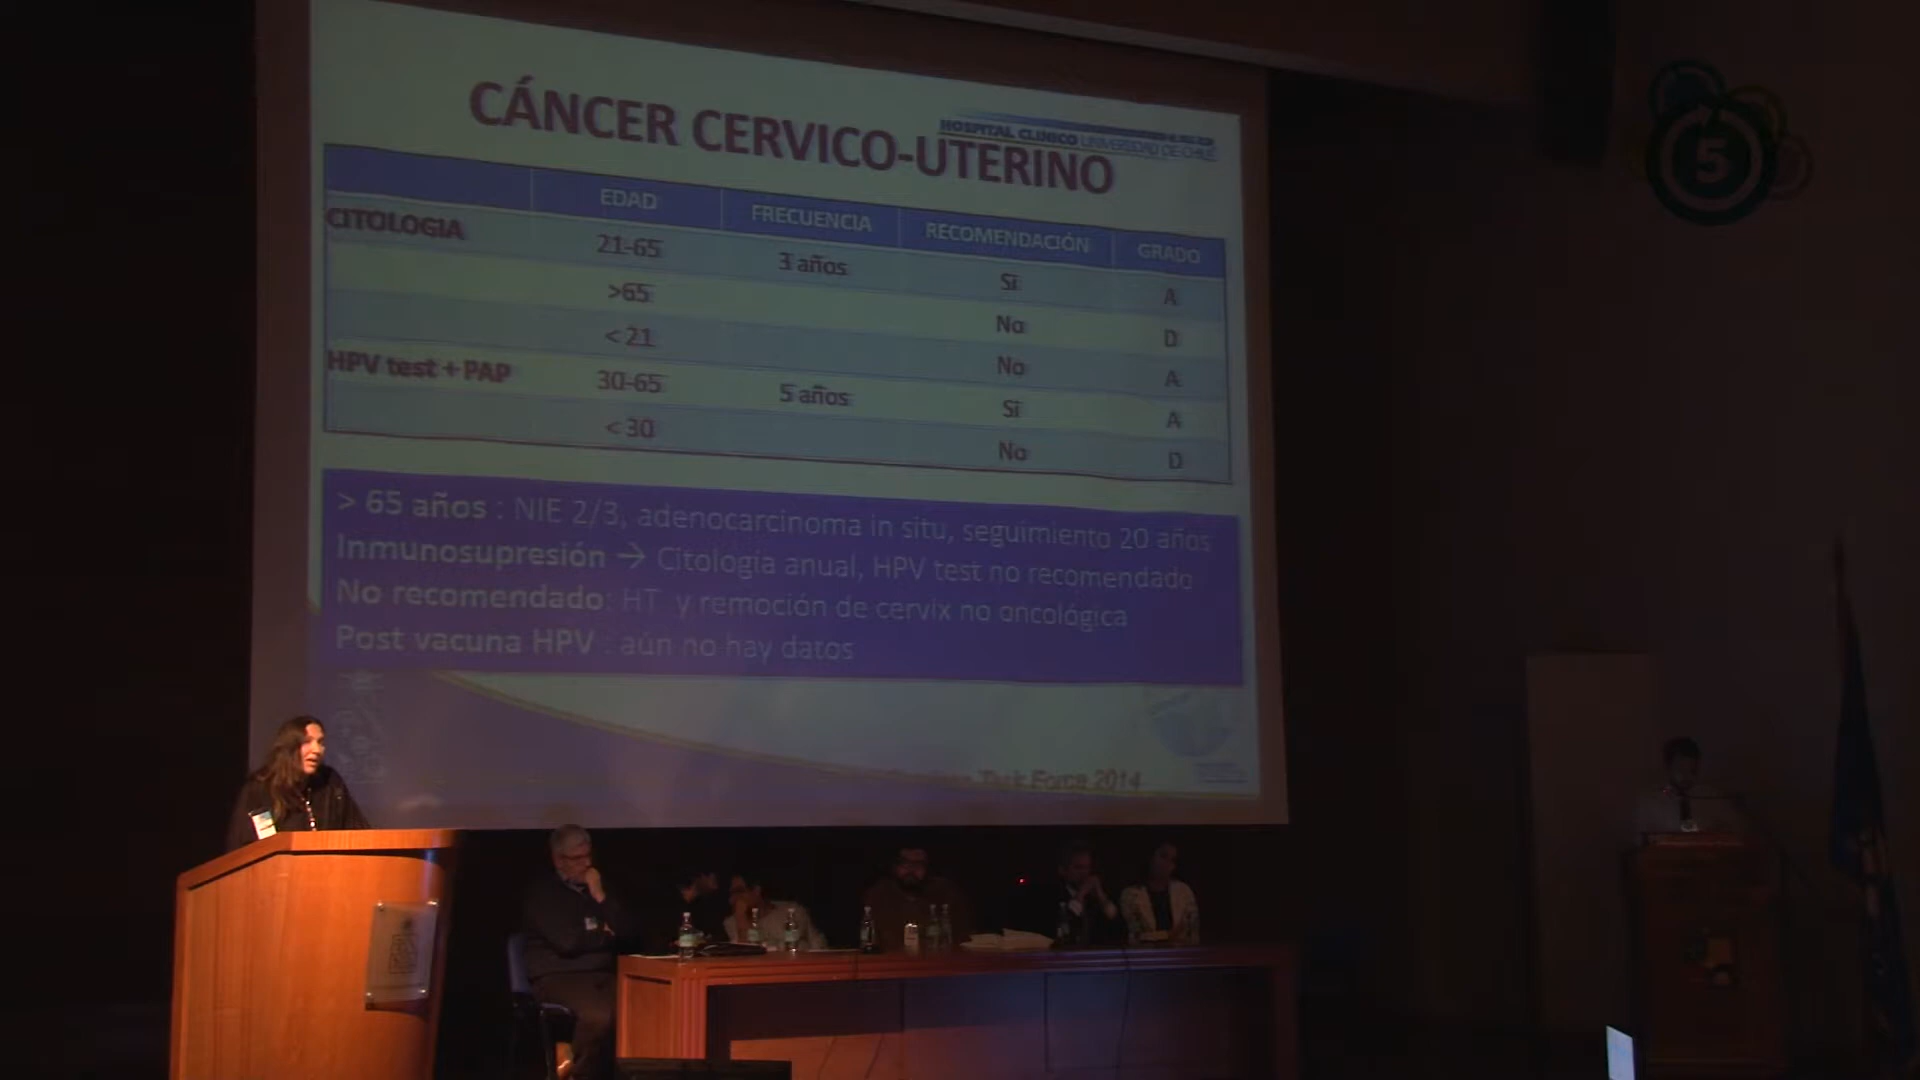 CÁNCER CERVICO-UTERINO
HOSPITAL CLINICO UNIVERSIDAD DE CHILE
EDAD FRECUENCIA RECOMENDACIÓN GRADO
CITOLOGIA 21-65 3 años Si A
>65 No D
< 21 No A
HPV test + PAP 30-65 5 años Si A
< 30 No D
> 65 años : NIE 2/3, adenocarcinoma in situ, seguimiento 20 años
Inmunosupresión → Citología anual, HPV test no recomendado
No recomendado: HT y remoción de cervix no oncológica
Post vacuna HPV : aún no hay datos
Task Force 2014
5